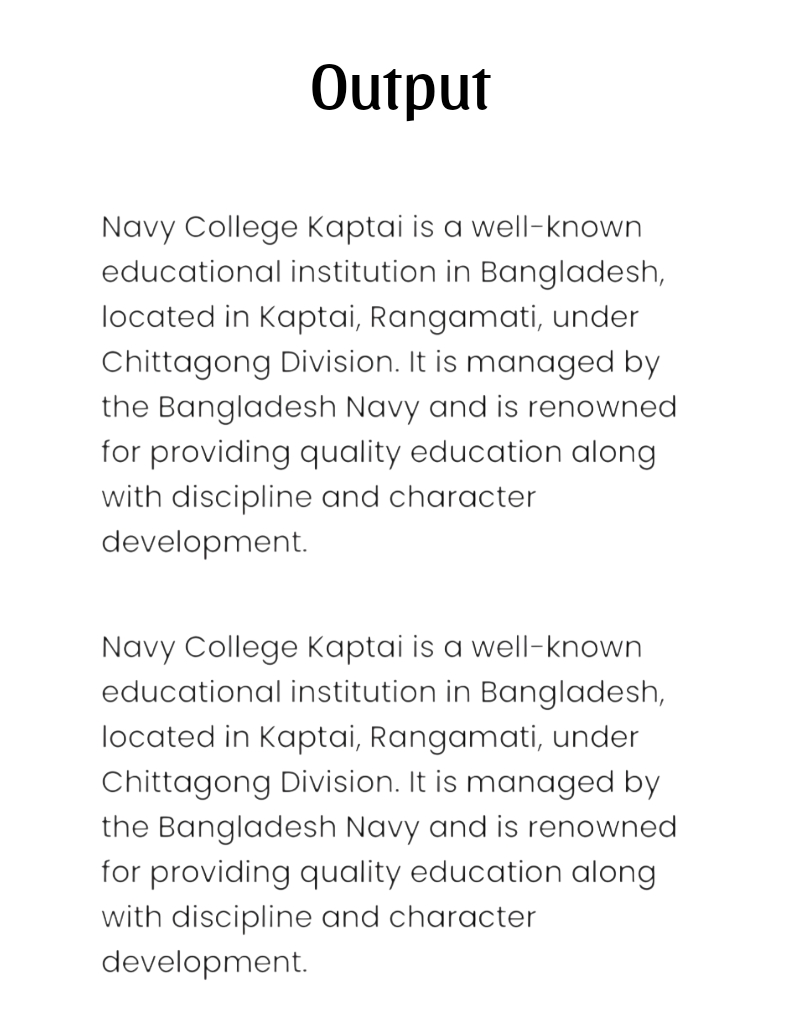 Output
Navy College Kaptai is a well-known
educational institution in Bangladesh,
located in Kaptai, Rangamati, under
Chittagong Division. It is managed by
the Bangladesh Navy and is renowned
for providing quality education along
with discipline and character
development.
Navy College Kaptai is a well-known
educational institution in Bangladesh,
located in Kaptai, Rangamati, under
Chittagong Division. It is managed by
the Bangladesh Navy and is renowned
for providing quality education along
with discipline and character
development.